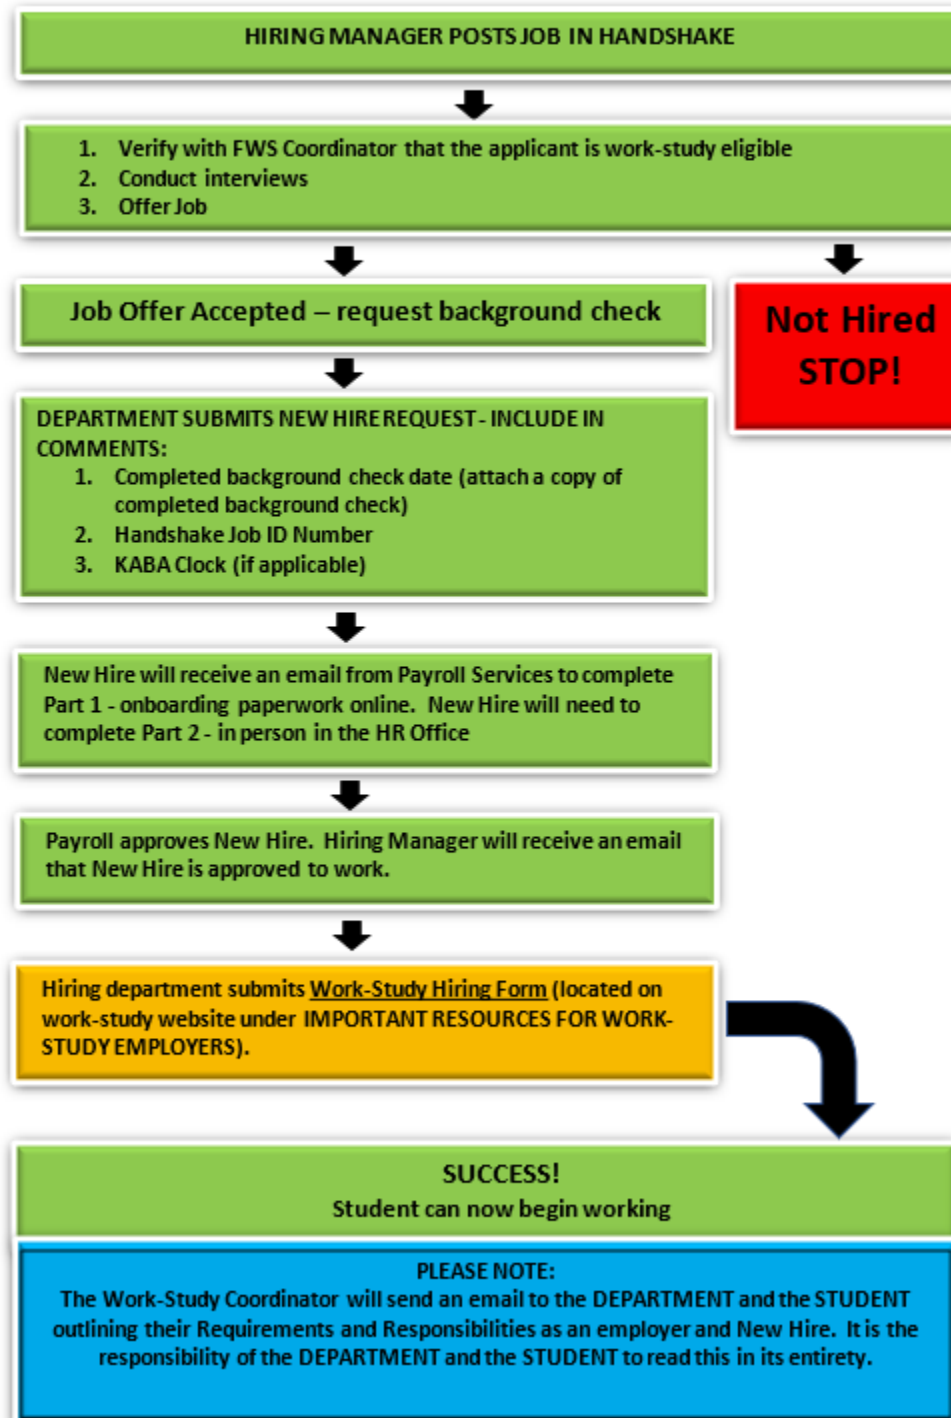 HIRING MANAGER POSTS JOB IN HANDSHAKE
1. Verify with FWS Coordinator that the applicant is work-study eligible
2. Conduct interviews
3. Offer Job
Job Offer Accepted – request background check
Not Hired
STOP!
DEPARTMENT SUBMITS NEW HIRE REQUEST - INCLUDE IN
COMMENTS:
1. Completed background check date (attach a copy of
completed background check)
2. Handshake Job ID Number
3. KABA Clock (if applicable)
New Hire will receive an email from Payroll Services to complete
Part 1 - onboarding paperwork online. New Hire will need to
complete Part 2 - in person in the HR Office
Payroll approves New Hire. Hiring Manager will receive an email
that New Hire is approved to work.
Hiring department submits Work-Study Hiring Form (located on
work-study website under IMPORTANT RESOURCES FOR WORK-
STUDY EMPLOYERS).
SUCCESS!
Student can now begin working
PLEASE NOTE:
The Work-Study Coordinator will send an email to the DEPARTMENT and the STUDENT
outlining their Requirements and Responsibilities as an employer and New Hire. It is the
responsibility of the DEPARTMENT and the STUDENT to read this in its entirety.